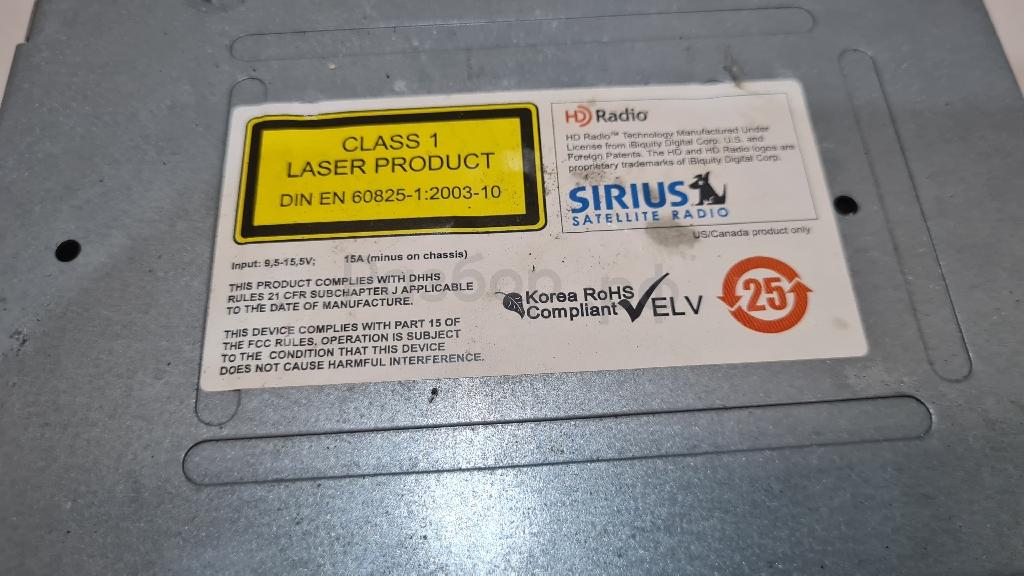 CLASS 1
LASER PRODUCT
DIN EN 60825-1:2003-10
HD Radio
HD Radio™ Technology Manufactured Under
License from iBiquity Digital Corp. U.S. and
Foreign Patents. The HD and HD Radio logos are
proprietary trademarks of iBiquity Digital Corp.
SIRIUS
SATELLITE RADIO
US/Canada product only
Input: 9,5-15,5V; 15A (minus on chassis)
THIS PRODUCT COMPLIES WITH DHHS
RULES 21 CFR SUBCHAPTER J APPLICABLE
TO THE DATE OF MANUFACTURE.
THIS DEVICE COMPLIES WITH PART 15 OF
THE FCC RULES, OPERATION IS SUBJECT
TO THE CONDITION THAT THIS DEVICE
DOES NOT CAUSE HARMFUL INTERFERENCE.
Korea RoHS
Compliant
ELV
25